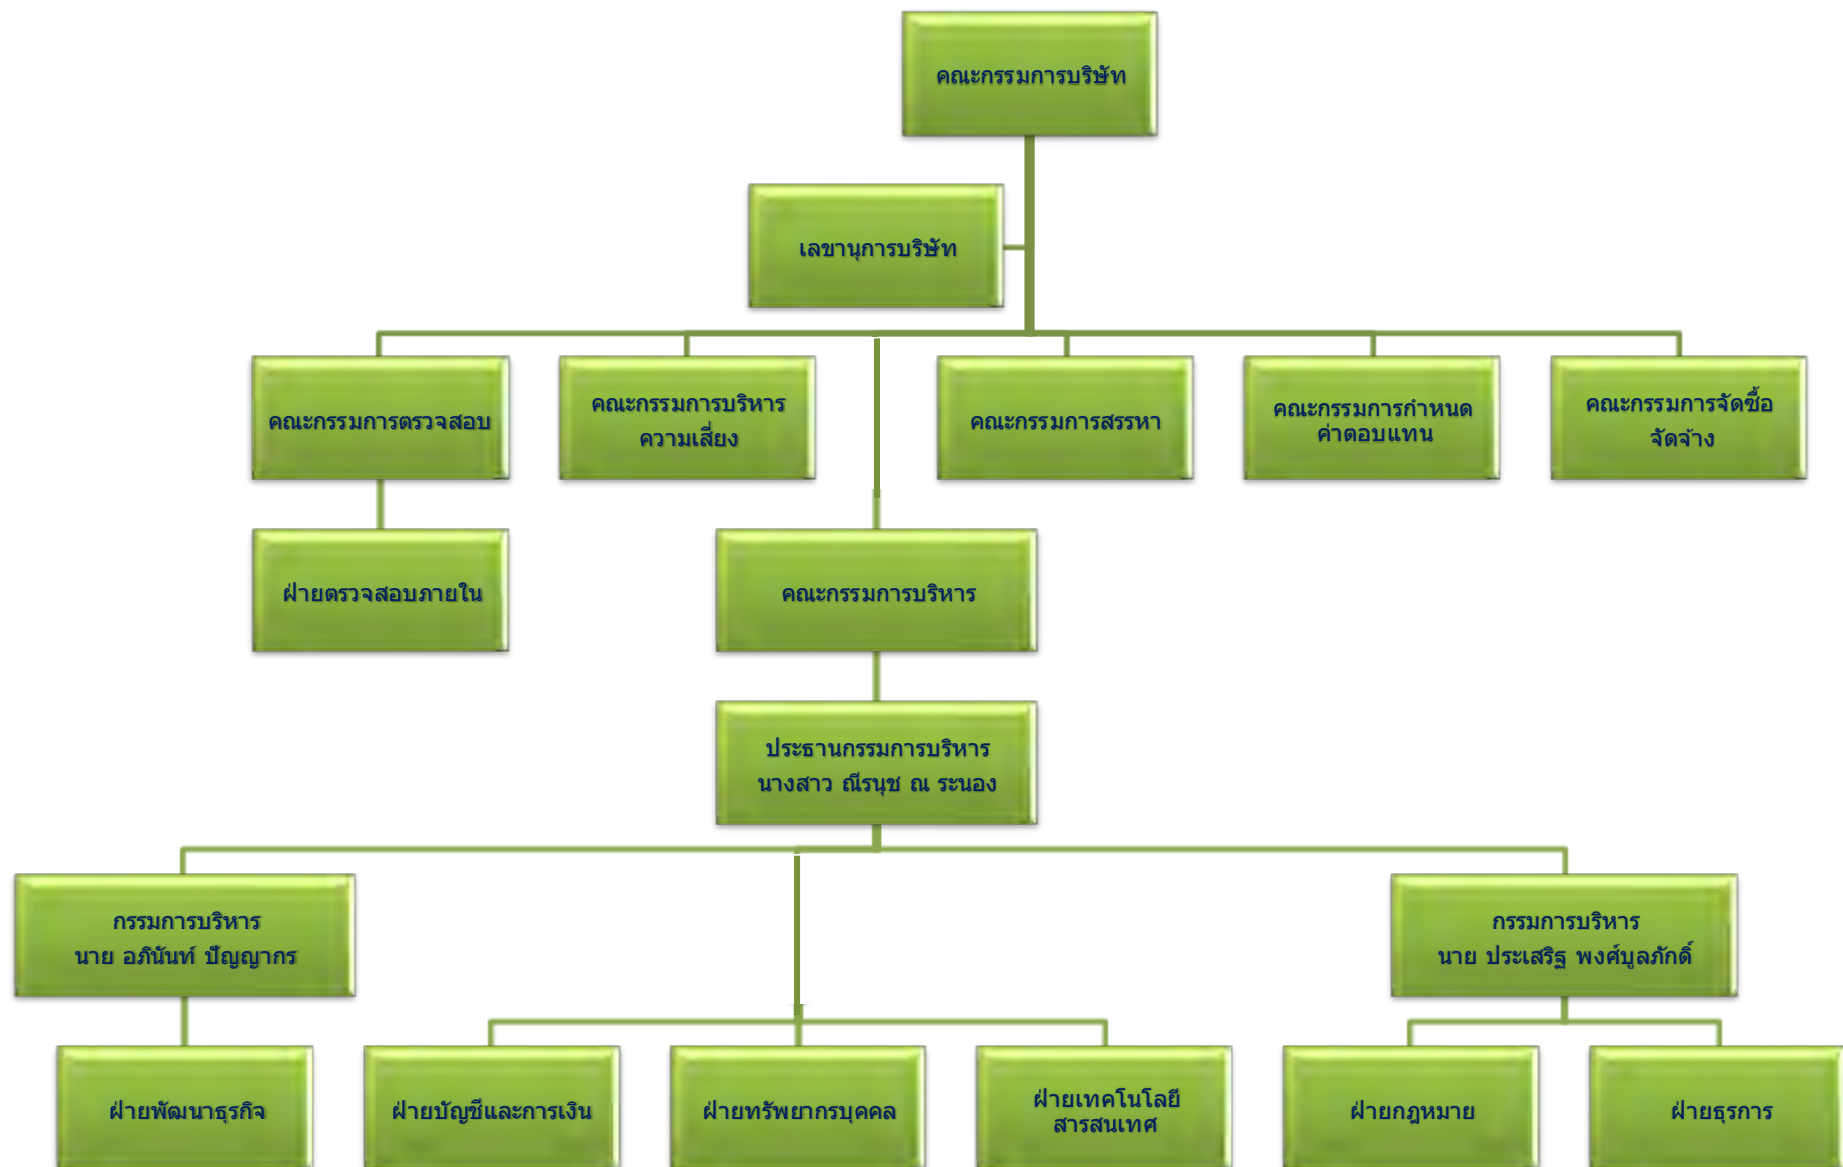 คณะกรรมการบริษัท
เลขานุการบริษัท
คณะกรรมการตรวจสอบ
คณะกรรมการบริหาร
ความเสี่ยง
คณะกรรมการสรรหา
คณะกรรมการกำหนด
ค่าตอบแทน
คณะกรรมการจัดซื้อ
จัดจ้าง
ฝ่ายตรวจสอบภายใน
คณะกรรมการบริหาร
ประธานกรรมการบริหาร
นางสาว ณีรนุช ณ ระนอง
กรรมการบริหาร
นาย อภินันท์ ปัญญากร
กรรมการบริหาร
นาย ประเสริฐ พงศ์บูลภักดิ์
ฝ่ายพัฒนาธุรกิจ
ฝ่ายบัญชีและการเงิน
ฝ่ายทรัพยากรบุคคล
ฝ่ายเทคโนโลยี
สารสนเทศ
ฝ่ายกฎหมาย
ฝ่ายธุรการ